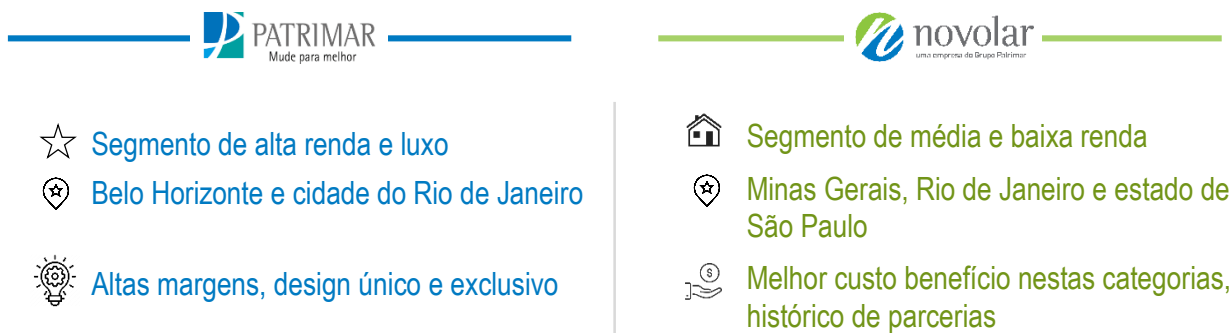 PATRIMAR
Mude para melhor
Segmento de alta renda e luxo
Belo Horizonte e cidade do Rio de Janeiro
Altas margens, design único e exclusivo
novolar
uma empresa do Grupo Patrimar
Segmento de média e baixa renda
Minas Gerais, Rio de Janeiro e estado de
São Paulo
$
Melhor custo benefício nestas categorias,
histórico de parcerias